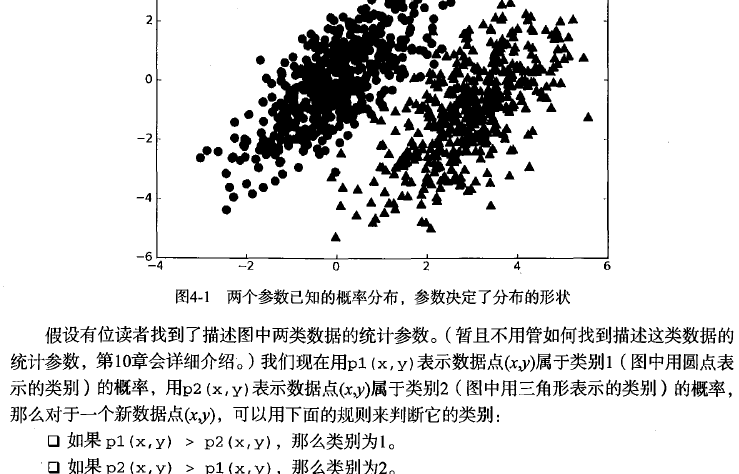 2
0
−2
−4
−6
−4 −2 0 2 4 6
图4-1 两个参数已知的概率分布，参数决定了分布的形状
假设有位读者找到了描述图中两类数据的统计参数。（暂且不用管如何找到描述这类数据的
统计参数，第10章会详细介绍。）我们现在用p1(x,y)表示数据点(x,y)属于类别1（图中用圆点表
示的类别）的概率，用p2(x,y)表示数据点(x,y)属于类别2（图中用三角形表示的类别）的概率，
那么对于一个新数据点(x,y)，可以用下面的规则来判断它的类别：
❑ 如果 p1(x,y) > p2(x,y)，那么类别为1。
❑ 如果 p2(x,y) > p1(x,y)，那么类别为2。